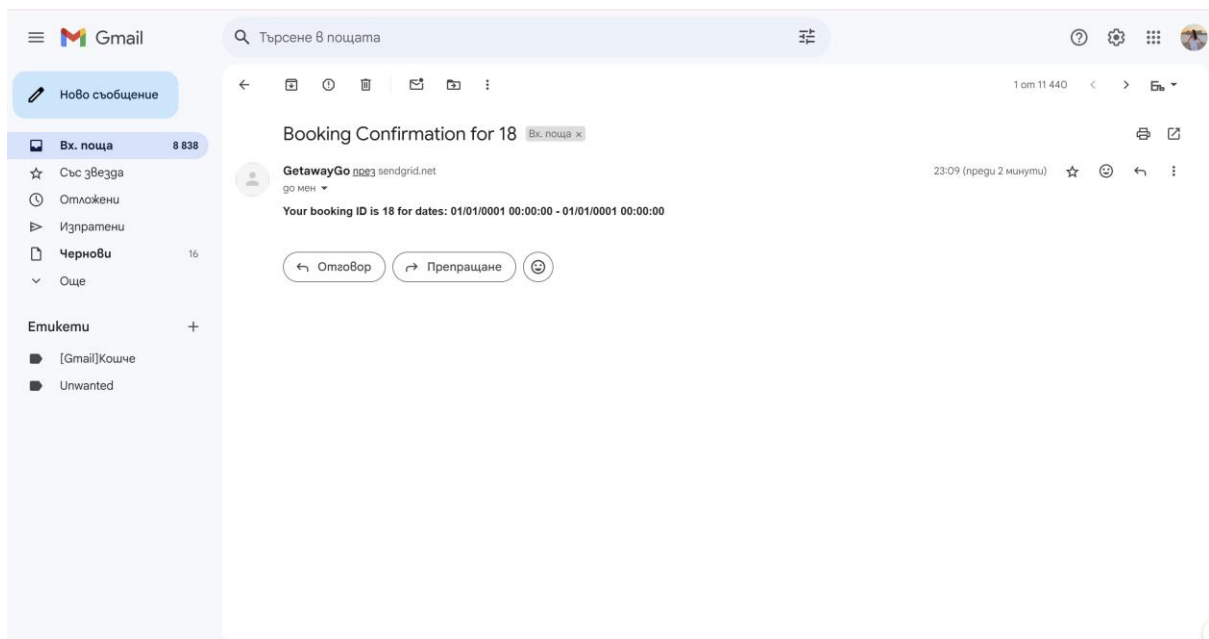 Gmail
Търсене в пощата
Ново съобщение
1 от 11 440
Бъ
Booking Confirmation for 18 Вх. поща ×
Вх. поща 8 838
GetawayGo през sendgrid.net 23:09 (преди 2 минути)
Със звезда
до мен
Отложени
Your booking ID is 18 for dates: 01/01/0001 00:00:00 - 01/01/0001 00:00:00
Изпратени
Чернови 16
Отговор Препращане
Още
Етикети +
[Gmail]Кошче
Unwanted